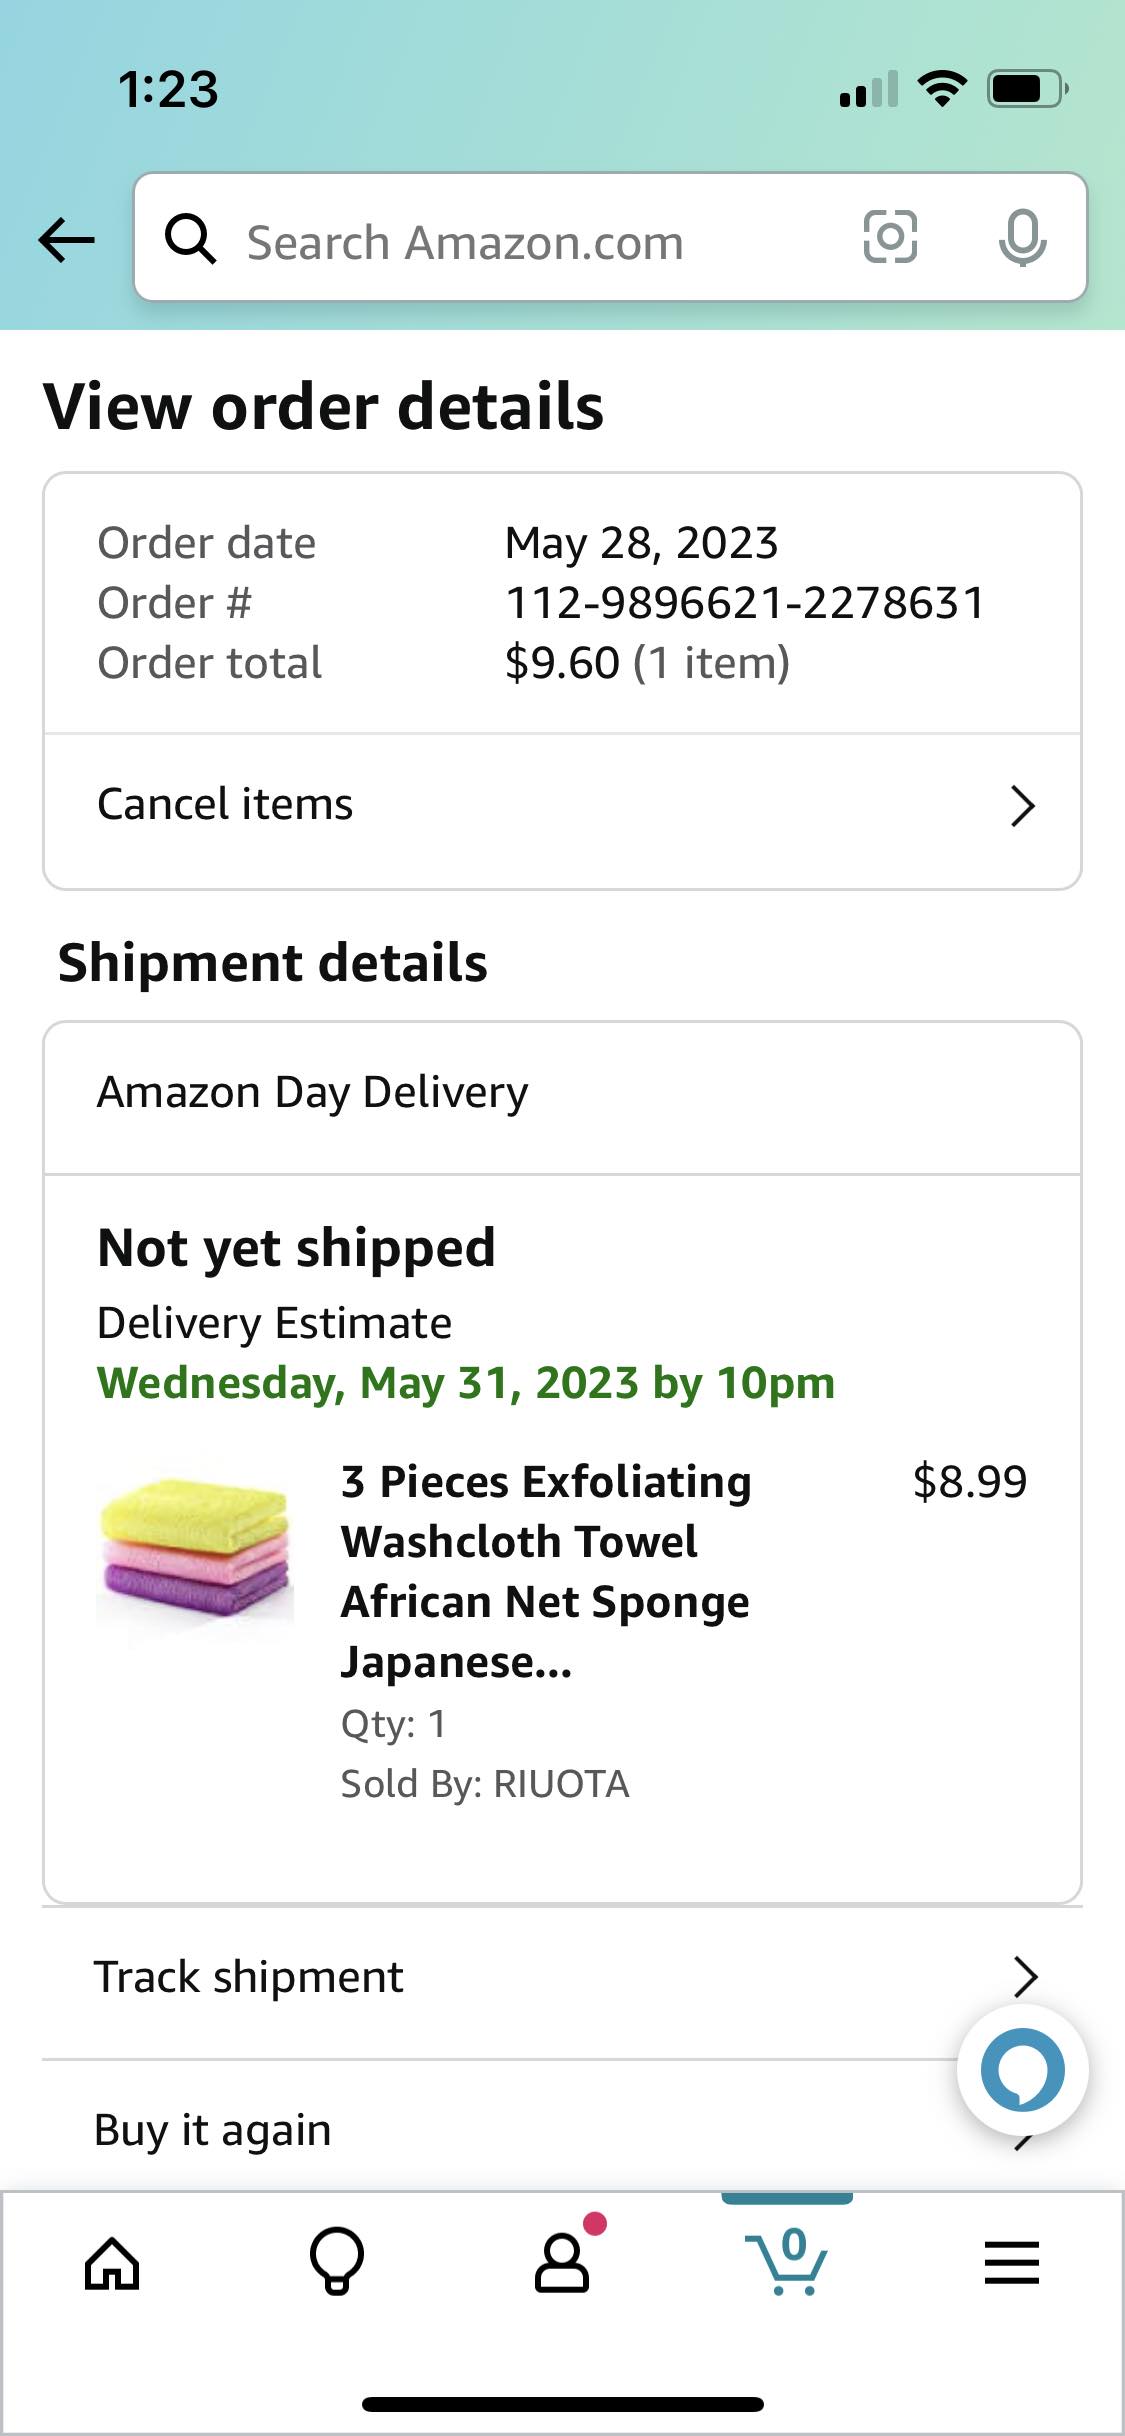 1:23
Search Amazon.com
View order details
Order date May 28, 2023
Order # 112-9896621-2278631
Order total $9.60 (1 item)
Cancel items
Shipment details
Amazon Day Delivery
Not yet shipped
Delivery Estimate
Wednesday, May 31, 2023 by 10pm
3 Pieces Exfoliating $8.99
Washcloth Towel
African Net Sponge
Japanese...
Qty: 1
Sold By: RIUOTA
Track shipment
Buy it again
0